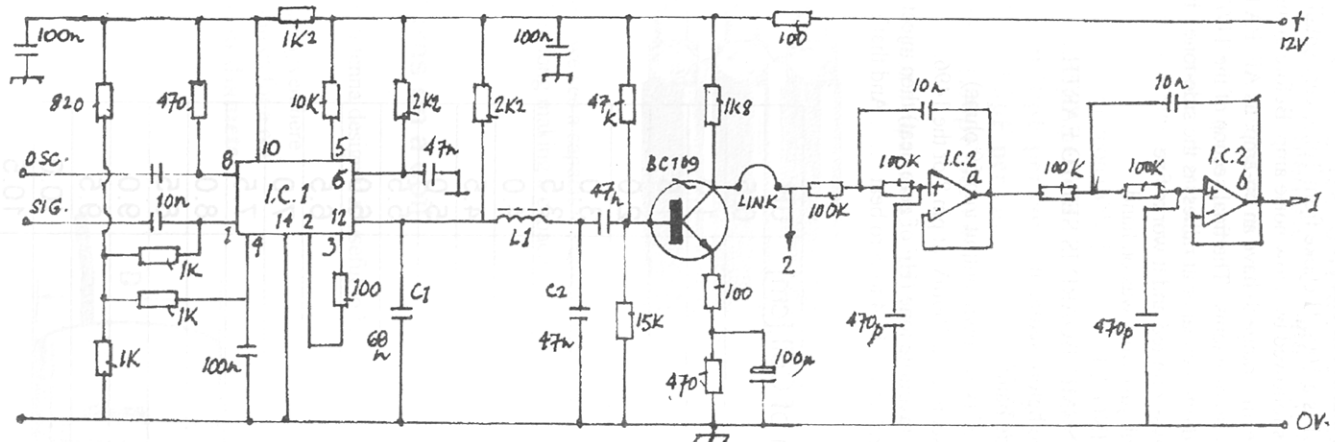 100n
1K2
100n
100
+
12V
820
470
10K
2K2
2K2
47K
1K8
10n
10n
OSC.
8
10
5
6
47n
BC109
100K
I.C.2
a
+
-
100K
100K
I.C.2
b
+
-
1
SIG.
10n
I.C.1
1
4
14
2
12
3
L1
47n
LINK
100K
2
1K
1K
100
C1
68n
C2
47n
15K
100
470p
470p
1K
100n
470
100µ
0V.